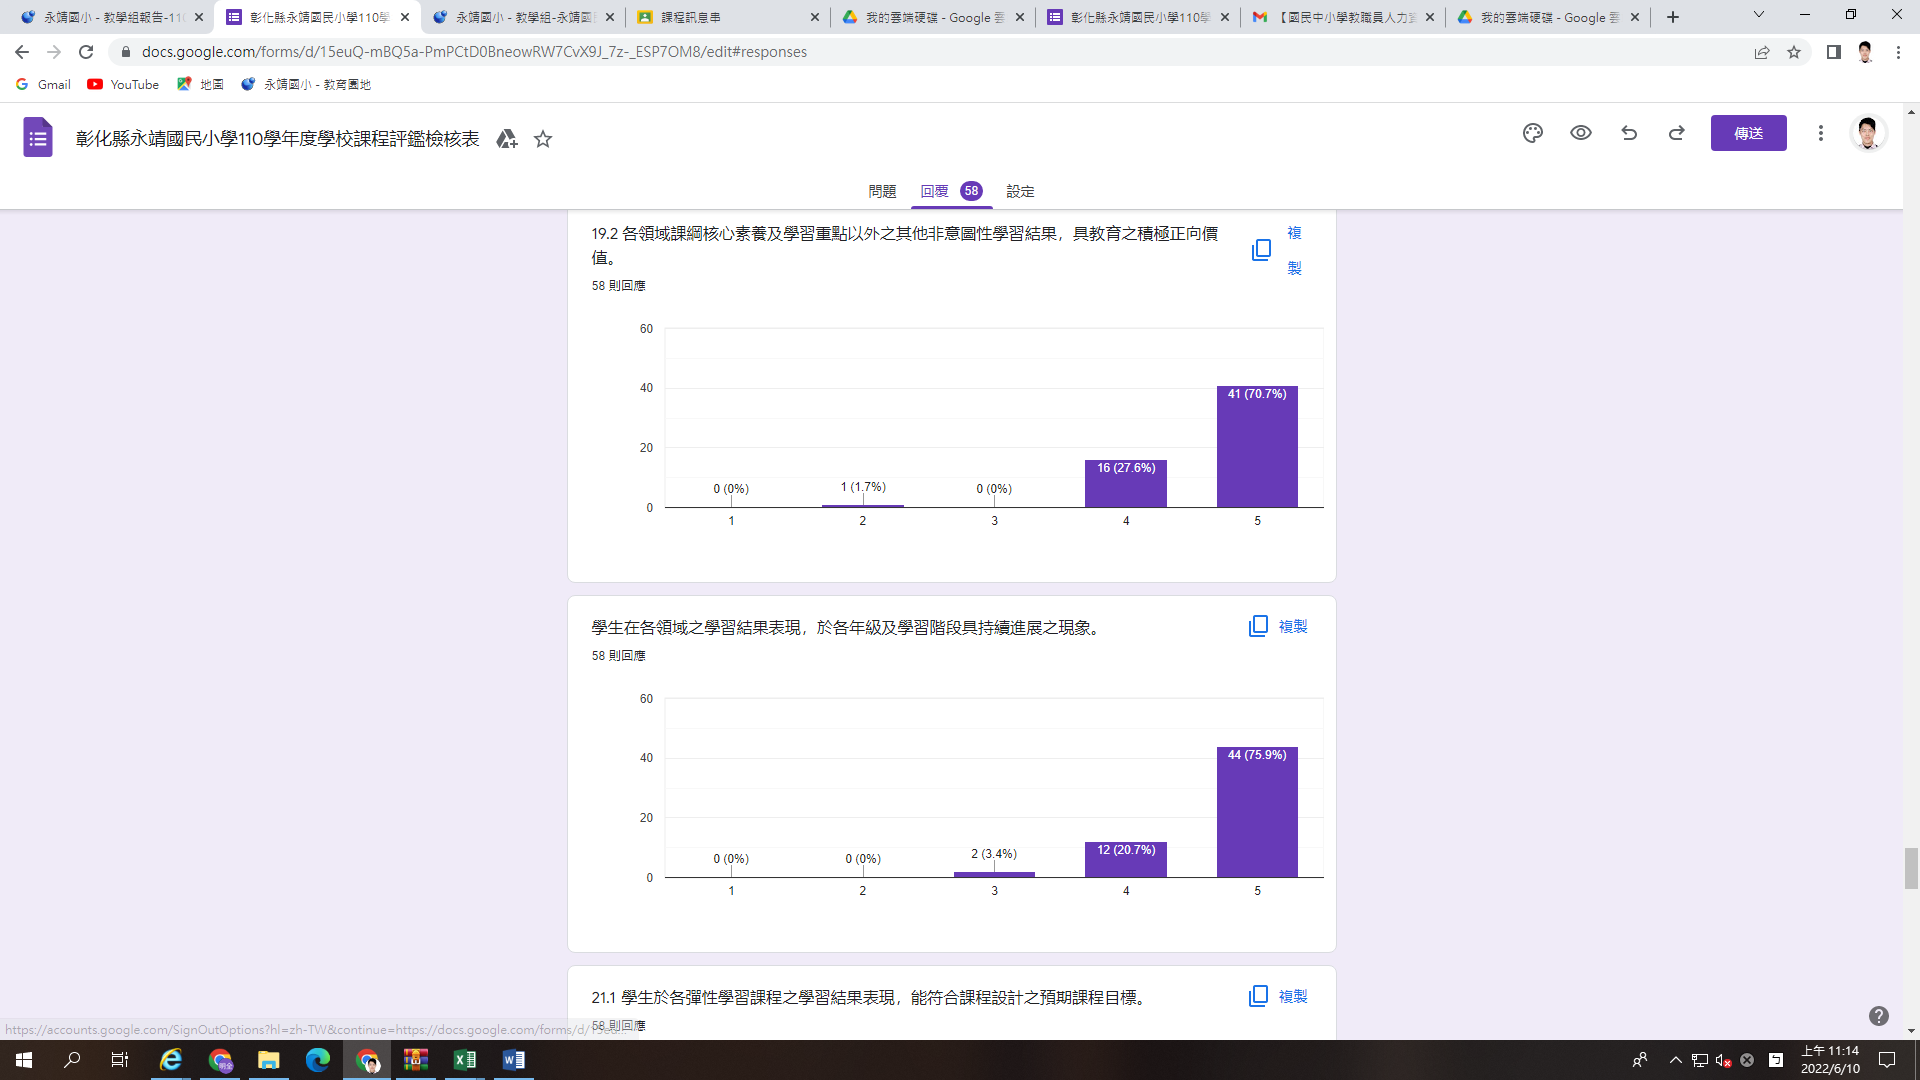 永靖國小 - 教學組報告-110
彰化縣永靖國民小學110學
永靖國小 - 教學組-永靖國
課程訊息串
我的雲端硬碟 - Google 雲
彰化縣永靖國民小學110學
【國民中小學教職員人力資
我的雲端硬碟 - Google 雲
docs.google.com/forms/d/15euQ-mBQ5a-PmPCtD0BneowRW7CvX9J_7z-_ESP7OM8/edit#responses
Gmail
YouTube
地圖
永靖國小 - 教育園地
彰化縣永靖國民小學110學年度學校課程評鑑檢核表
傳送
問題
回覆 58
設定
19.2 各領域課綱核心素養及學習重點以外之其他非意圖性學習結果，具教育之積極正向價
值。
複
製
58 則回應
60
40
20
0
0 (0%)
1 (1.7%)
0 (0%)
16 (27.6%)
41 (70.7%)
1
2
3
4
5
學生在各領域之學習結果表現，於各年級及學習階段具持續進展之現象。
複製
58 則回應
60
40
20
0
0 (0%)
0 (0%)
2 (3.4%)
12 (20.7%)
44 (75.9%)
1
2
3
4
5
21.1 學生於各彈性學習課程之學習結果表現，能符合課程設計之預期課程目標。
複製
58 則回應
https://accounts.google.com/SignOutOptions?hl=zh-TW&continue=https://docs.google.com/forms/d/15eu...
上午 11:14
2022/6/10